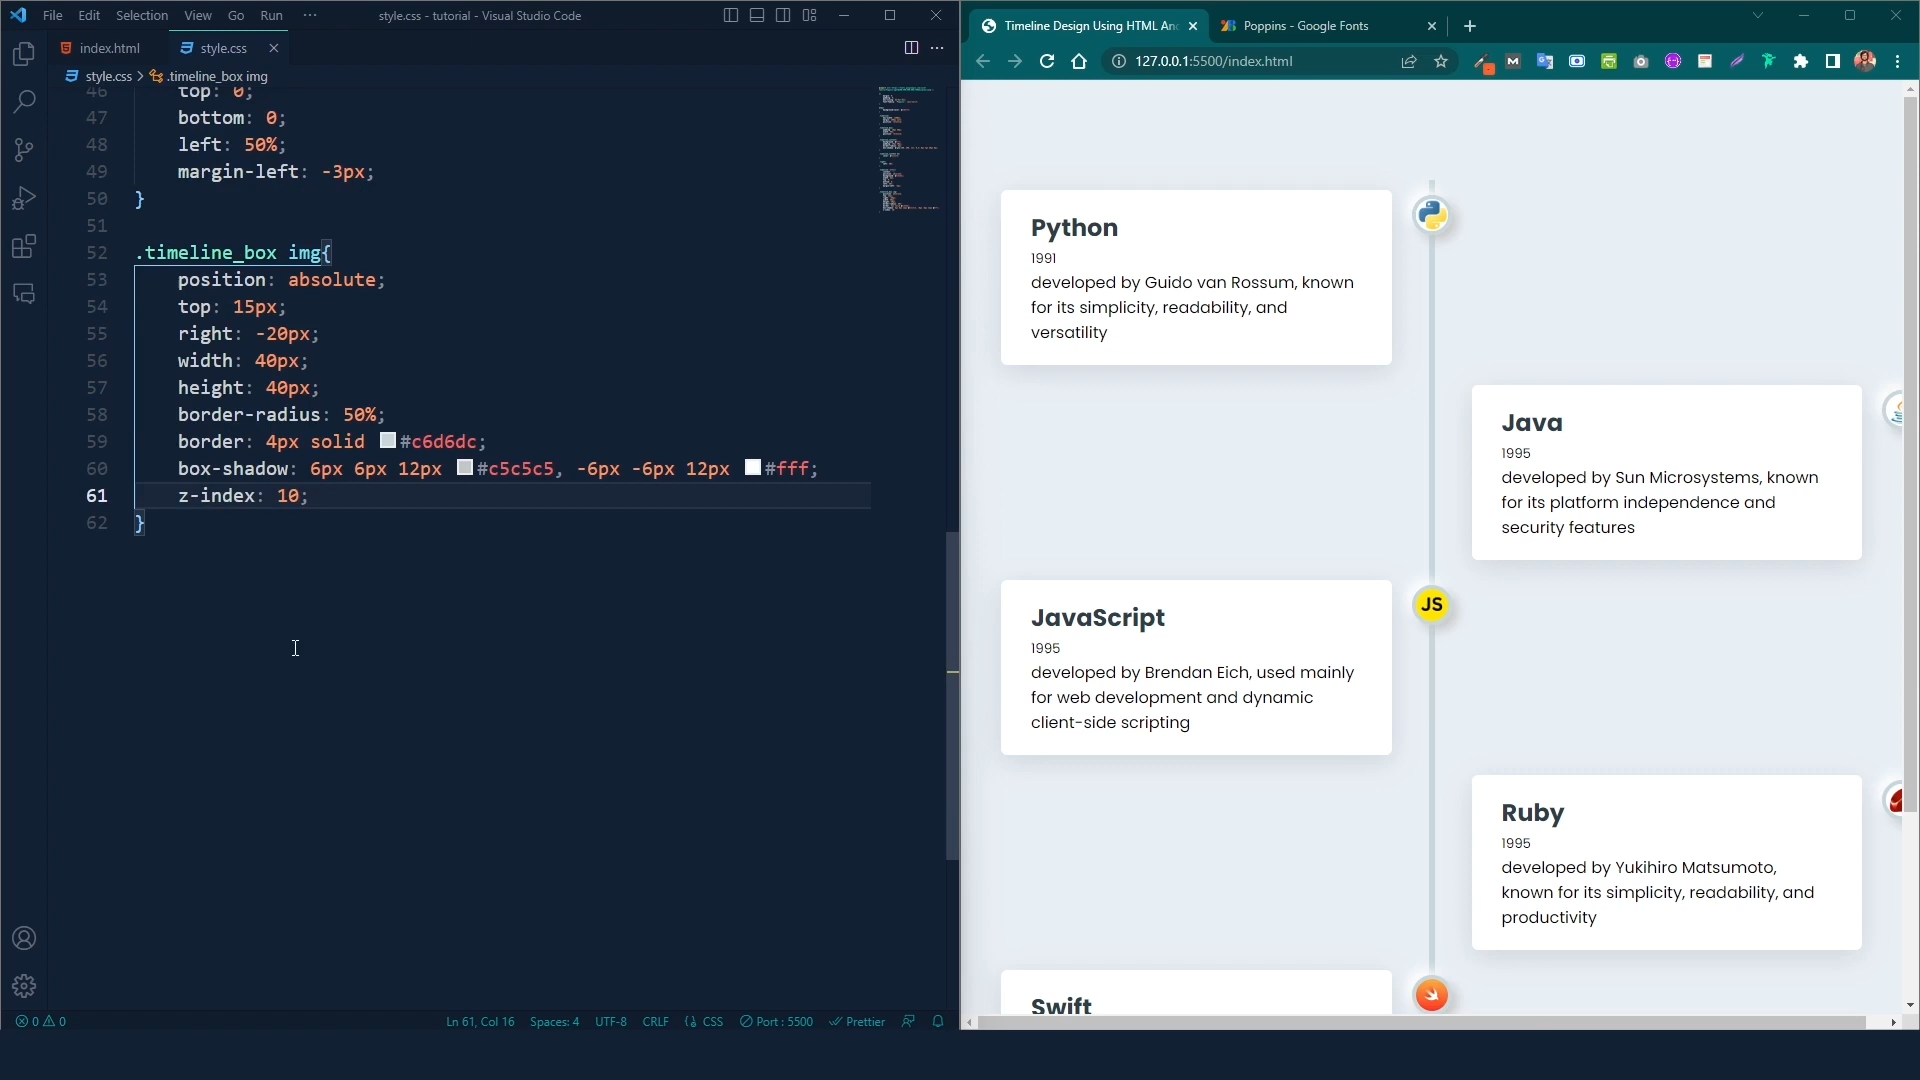 File Edit Selection View Go Run ··· style.css - tutorial - Visual Studio Code
index.html style.css
style.css > .timeline_box img
46 top: 0;
47 bottom: 0;
48 left: 50%;
49 margin-left: -3px;
50 }
51
52 .timeline_box img{
53 position: absolute;
54 top: 15px;
55 right: -20px;
56 width: 40px;
57 height: 40px;
58 border-radius: 50%;
59 border: 4px solid #c6d6dc;
60 box-shadow: 6px 6px 12px #c5c5c5, -6px -6px 12px #fff;
61 z-index: 10;
62 }
0 0 Ln 61, Col 16 Spaces: 4 UTF-8 CRLF {} CSS Port : 5500 Prettier
Timeline Design Using HTML An Poppins - Google Fonts
127.0.0.1:5500/index.html
Python
1991
developed by Guido van Rossum, known
for its simplicity, readability, and
versatility
Java
1995
developed by Sun Microsystems, known
for its platform independence and
security features
JS
JavaScript
1995
developed by Brendan Eich, used mainly
for web development and dynamic
client-side scripting
Ruby
1995
developed by Yukihiro Matsumoto,
known for its simplicity, readability, and
productivity
Swift